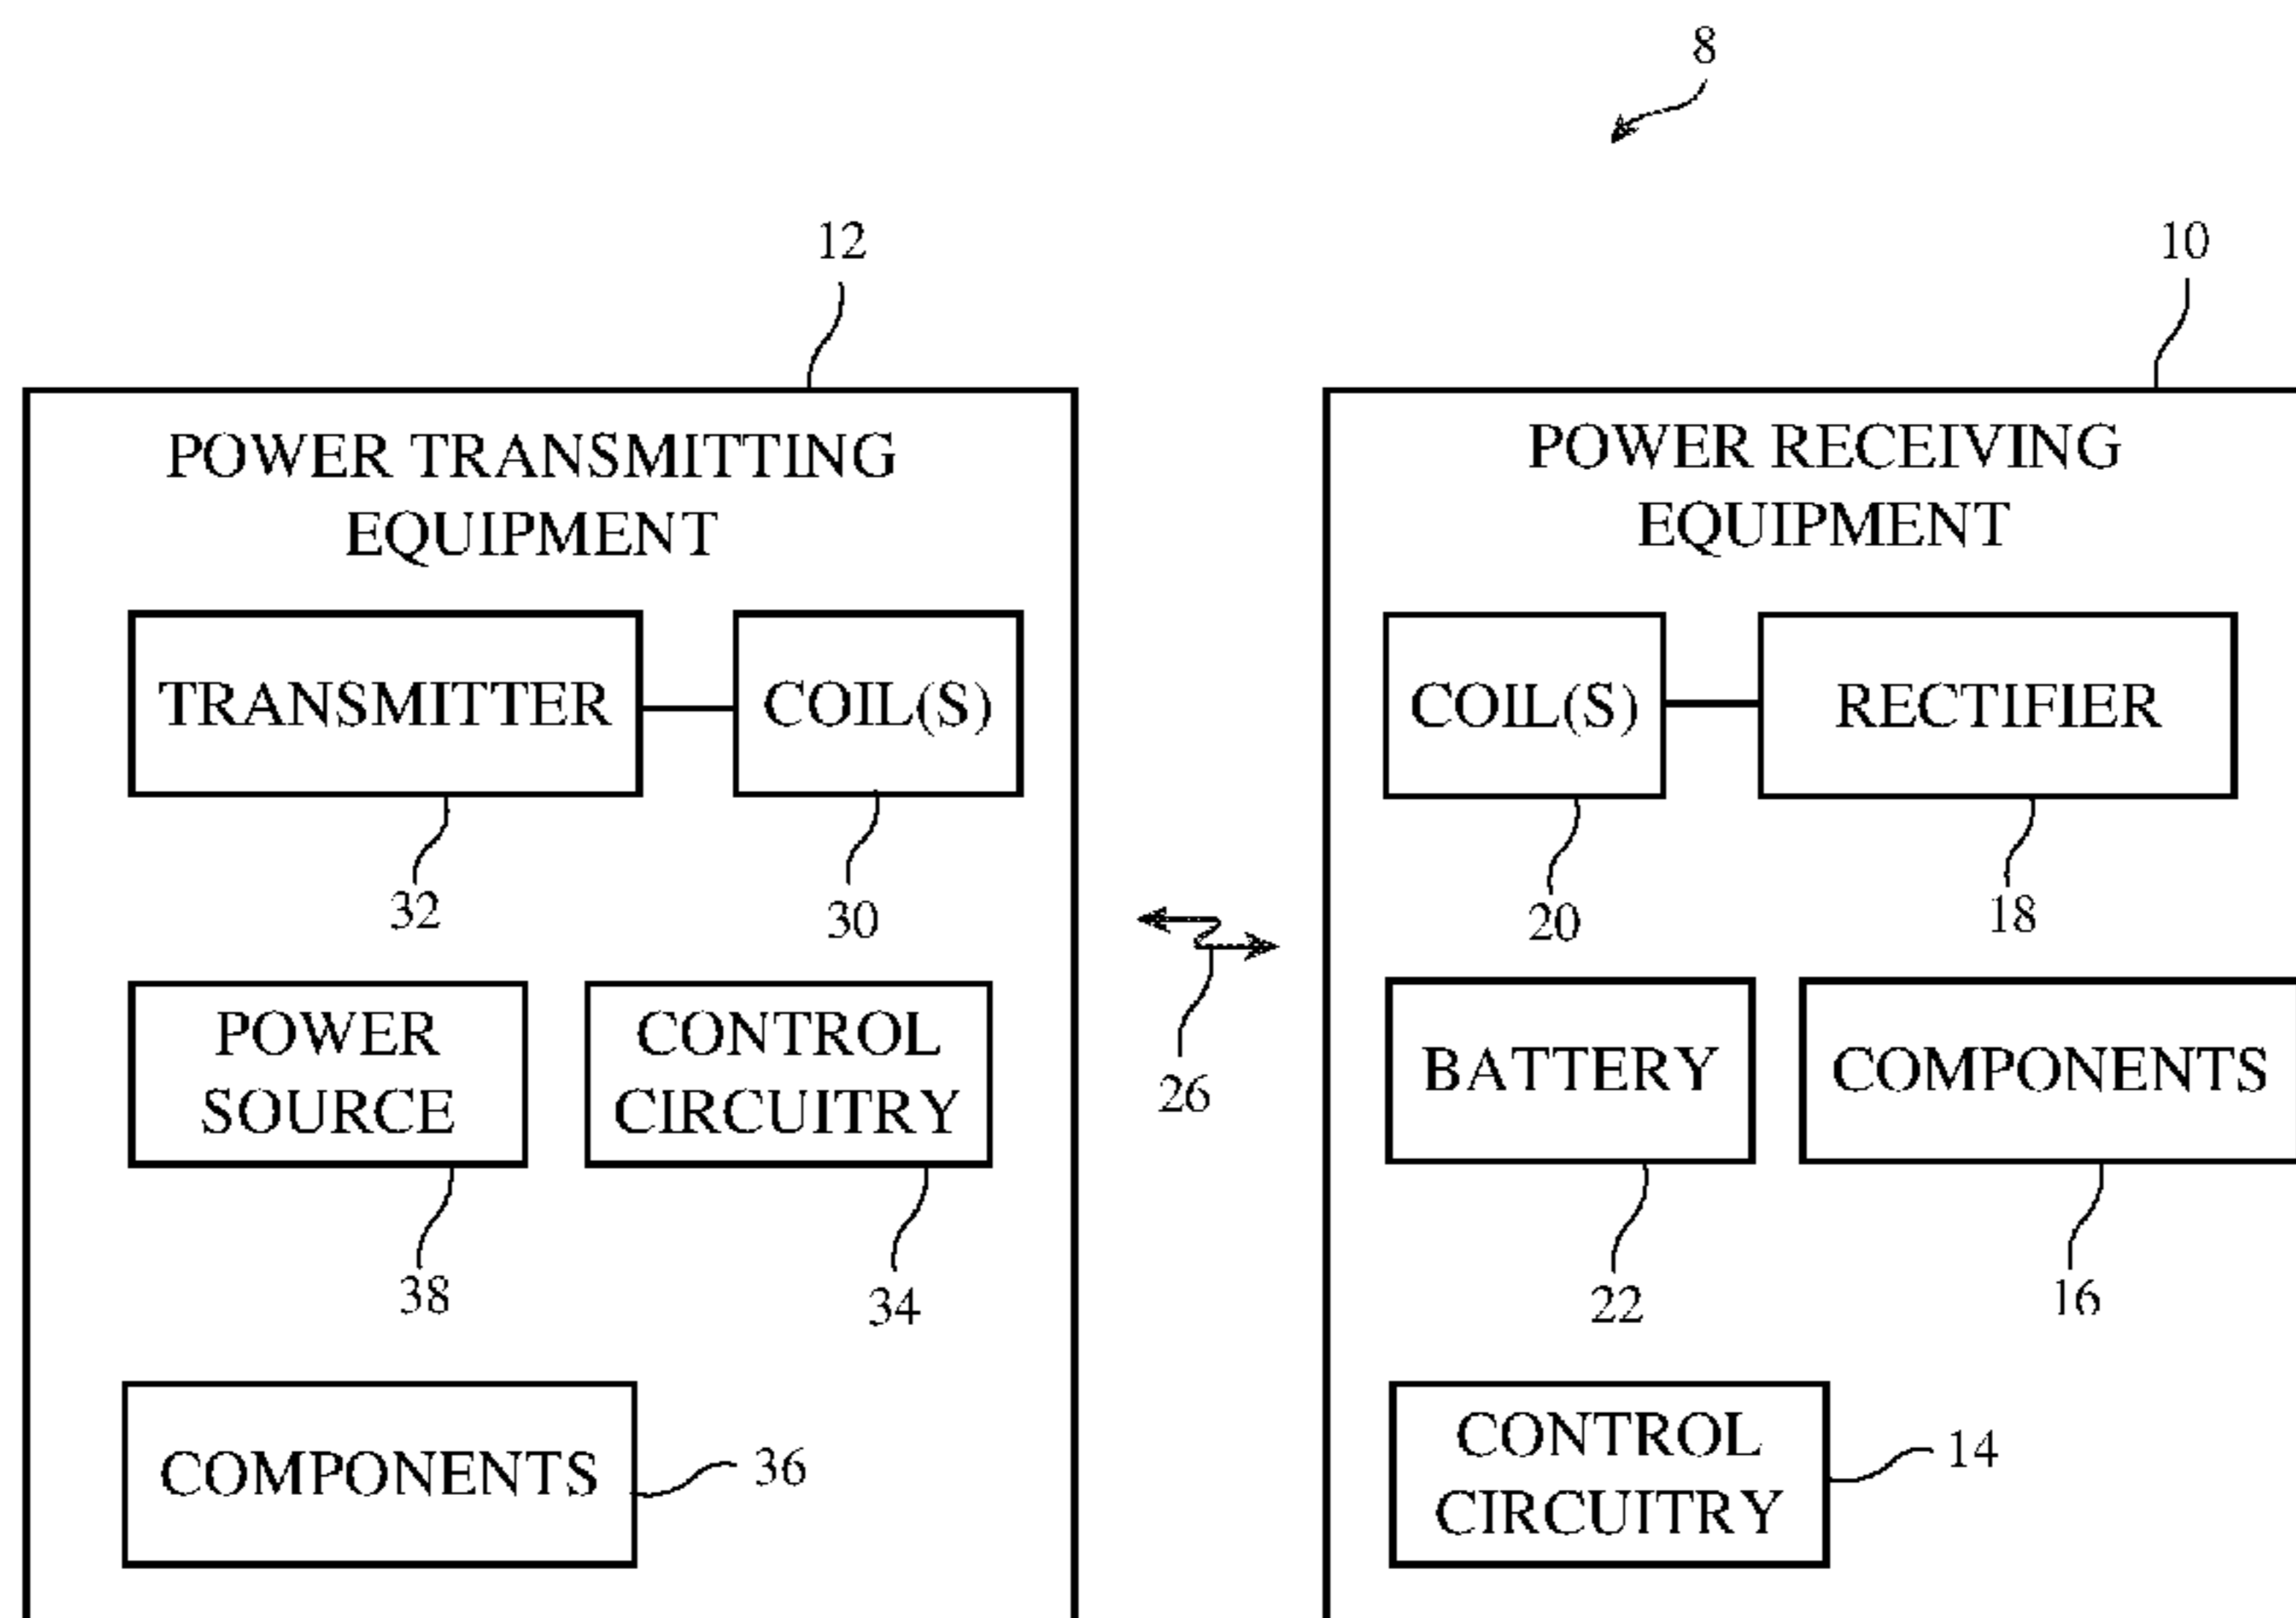 8
12
10
POWER TRANSMITTING
EQUIPMENT
TRANSMITTER
COIL(S)
32
30
POWER
SOURCE
CONTROL
CIRCUITRY
38
34
COMPONENTS
36
26
POWER RECEIVING
EQUIPMENT
COIL(S)
RECTIFIER
20
18
BATTERY
COMPONENTS
22
16
CONTROL
CIRCUITRY
14